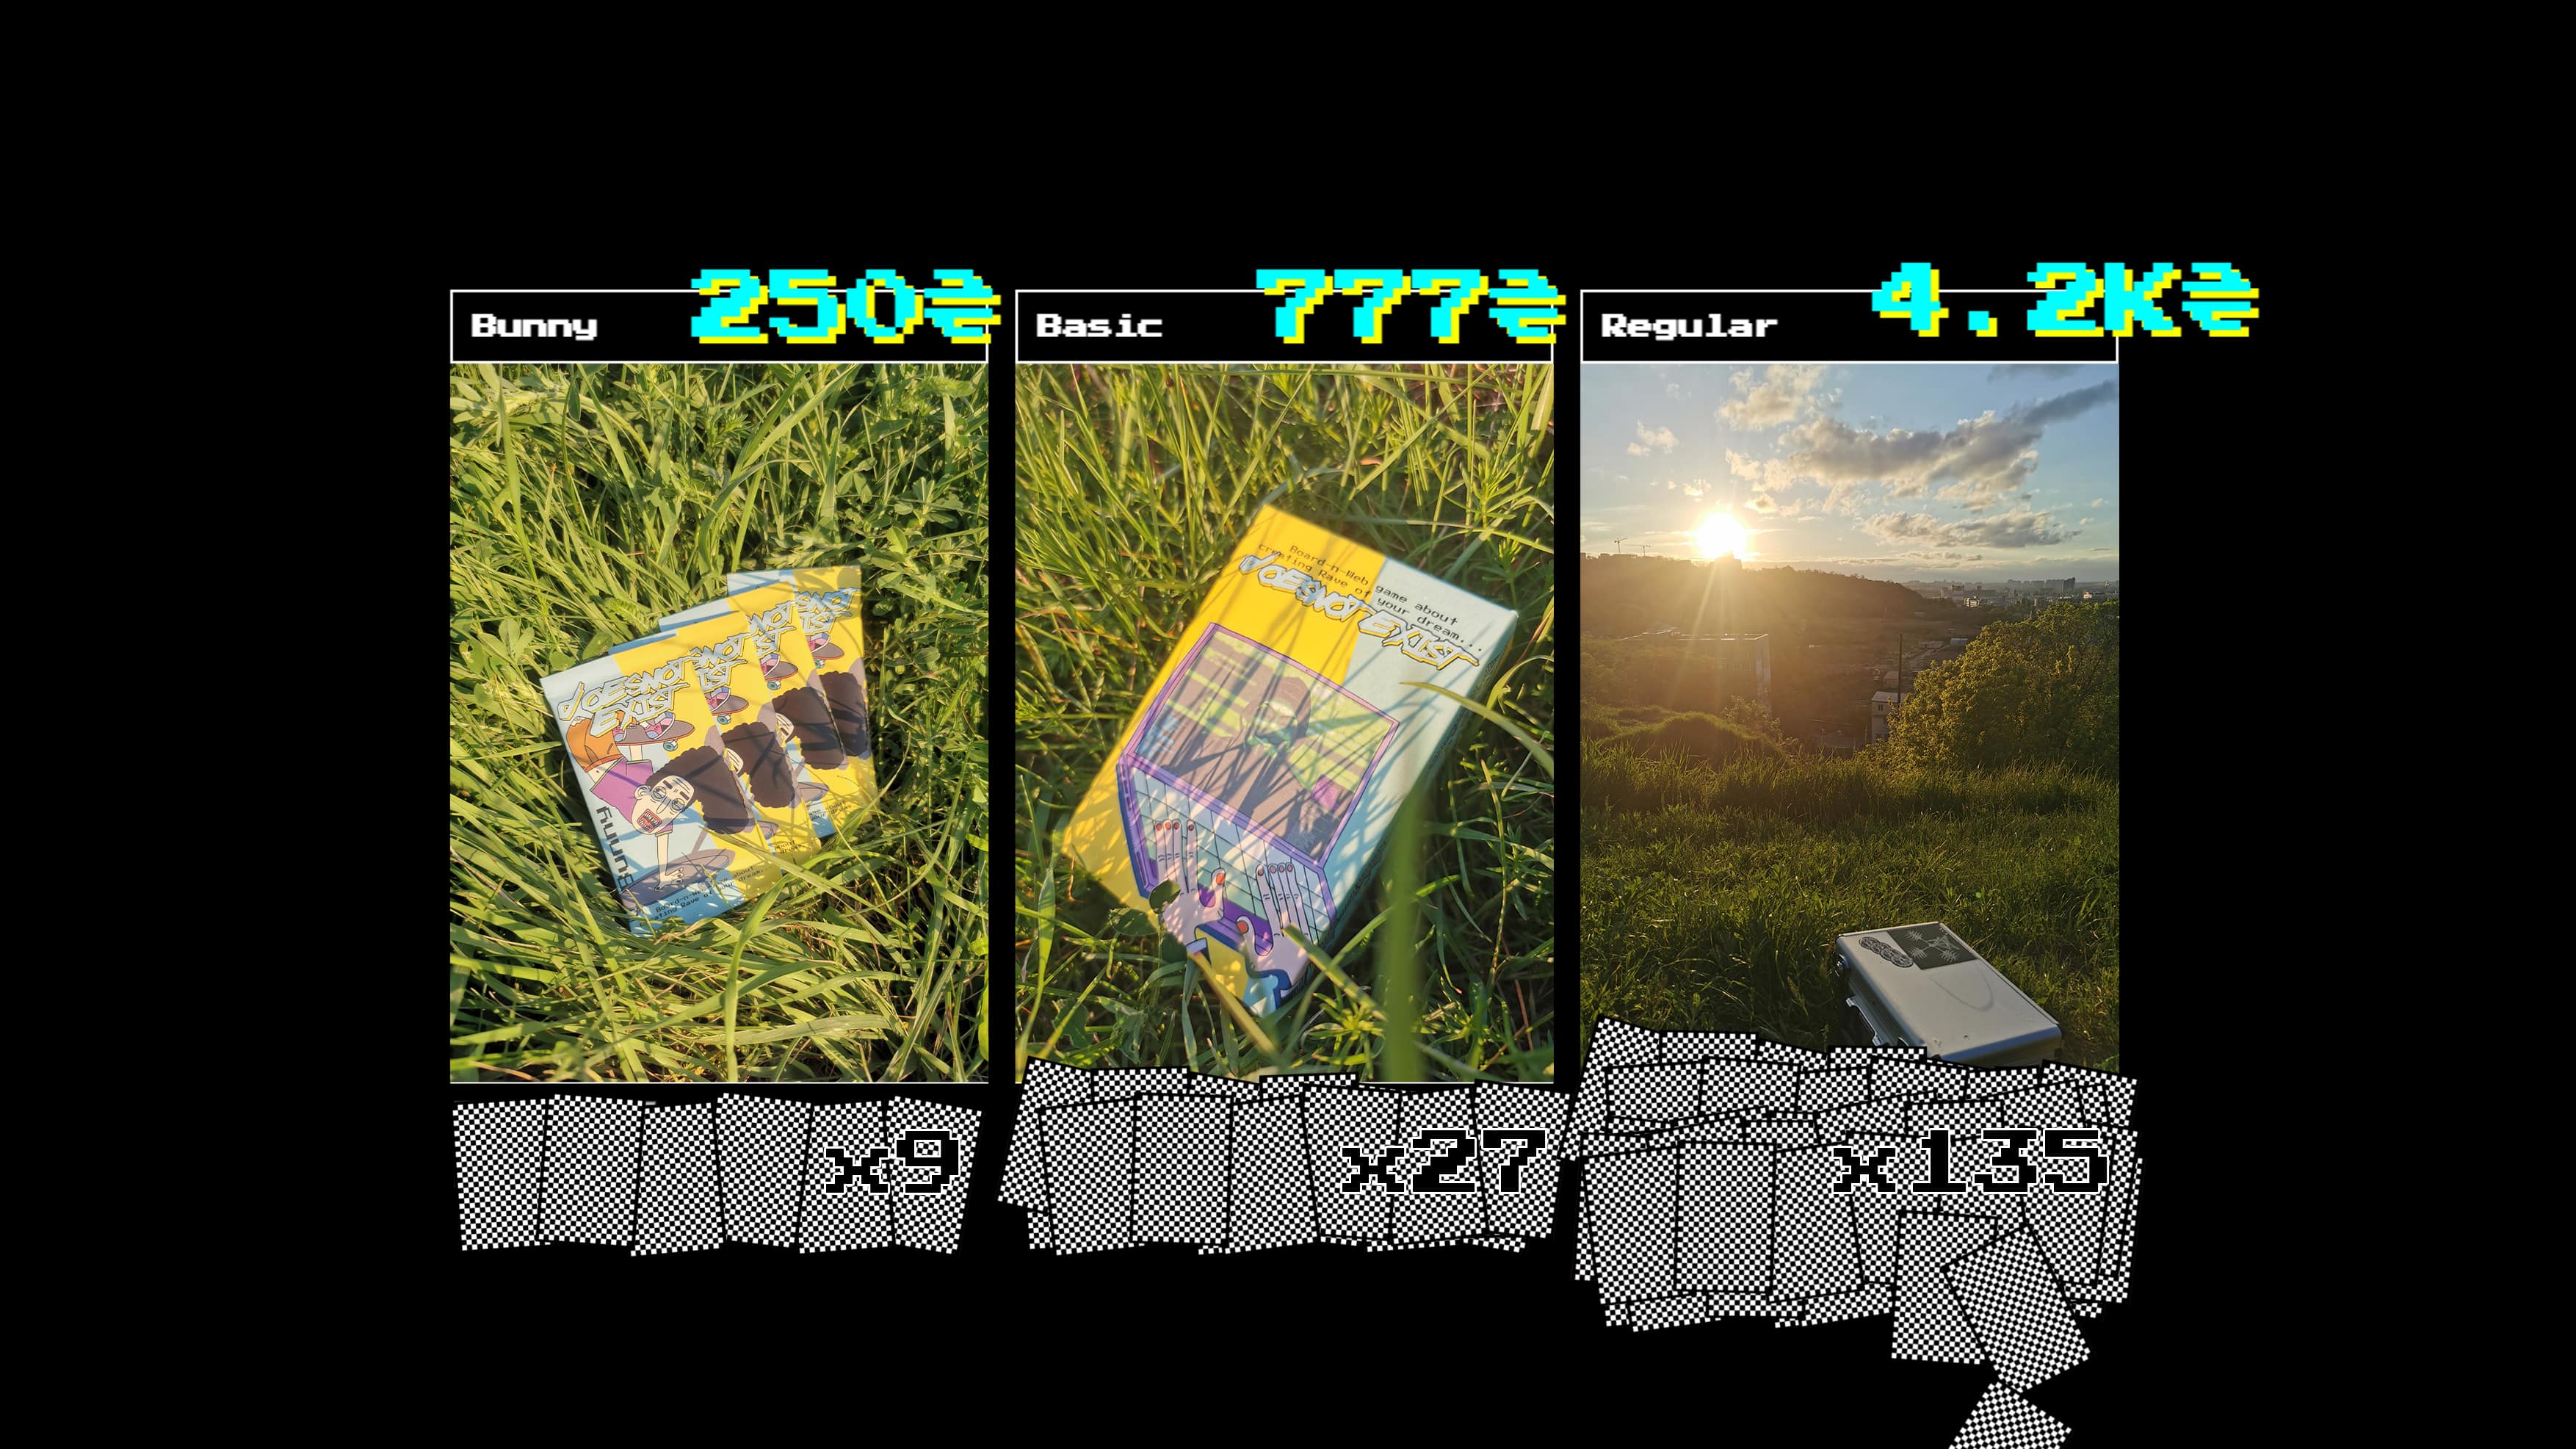 Bunny
250₴
Basic
777₴
Regular
4.2K₴
DOESNOT
EXIST
Bunny
Board-n-Web game about
creating Rave of your dream...
DOESNOT EXIST
x9
x27
x135